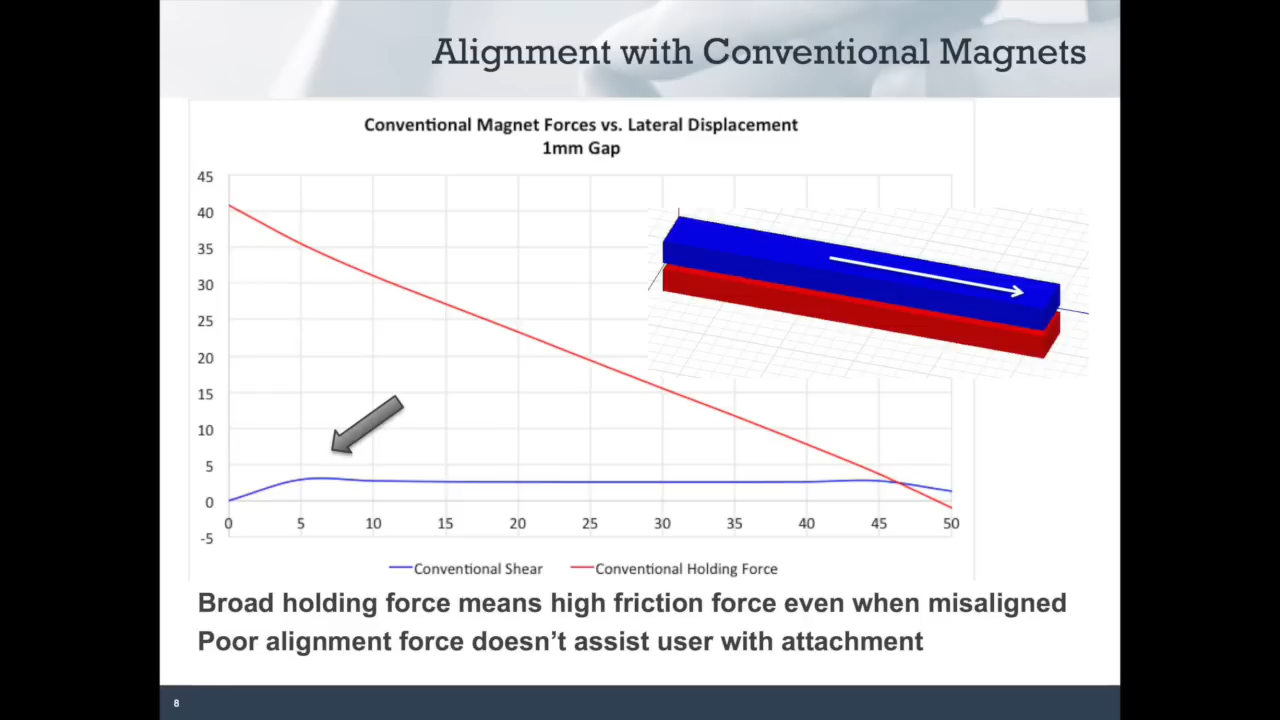 Alignment with Conventional Magnets
Conventional Magnet Forces vs. Lateral Displacement
1mm Gap
45
40
35
30
25
20
15
10
5
0
-5
0 5 10 15 20 25 30 35 40 45 50
Conventional Shear Conventional Holding Force
Broad holding force means high friction force even when misaligned
Poor alignment force doesn’t assist user with attachment
8